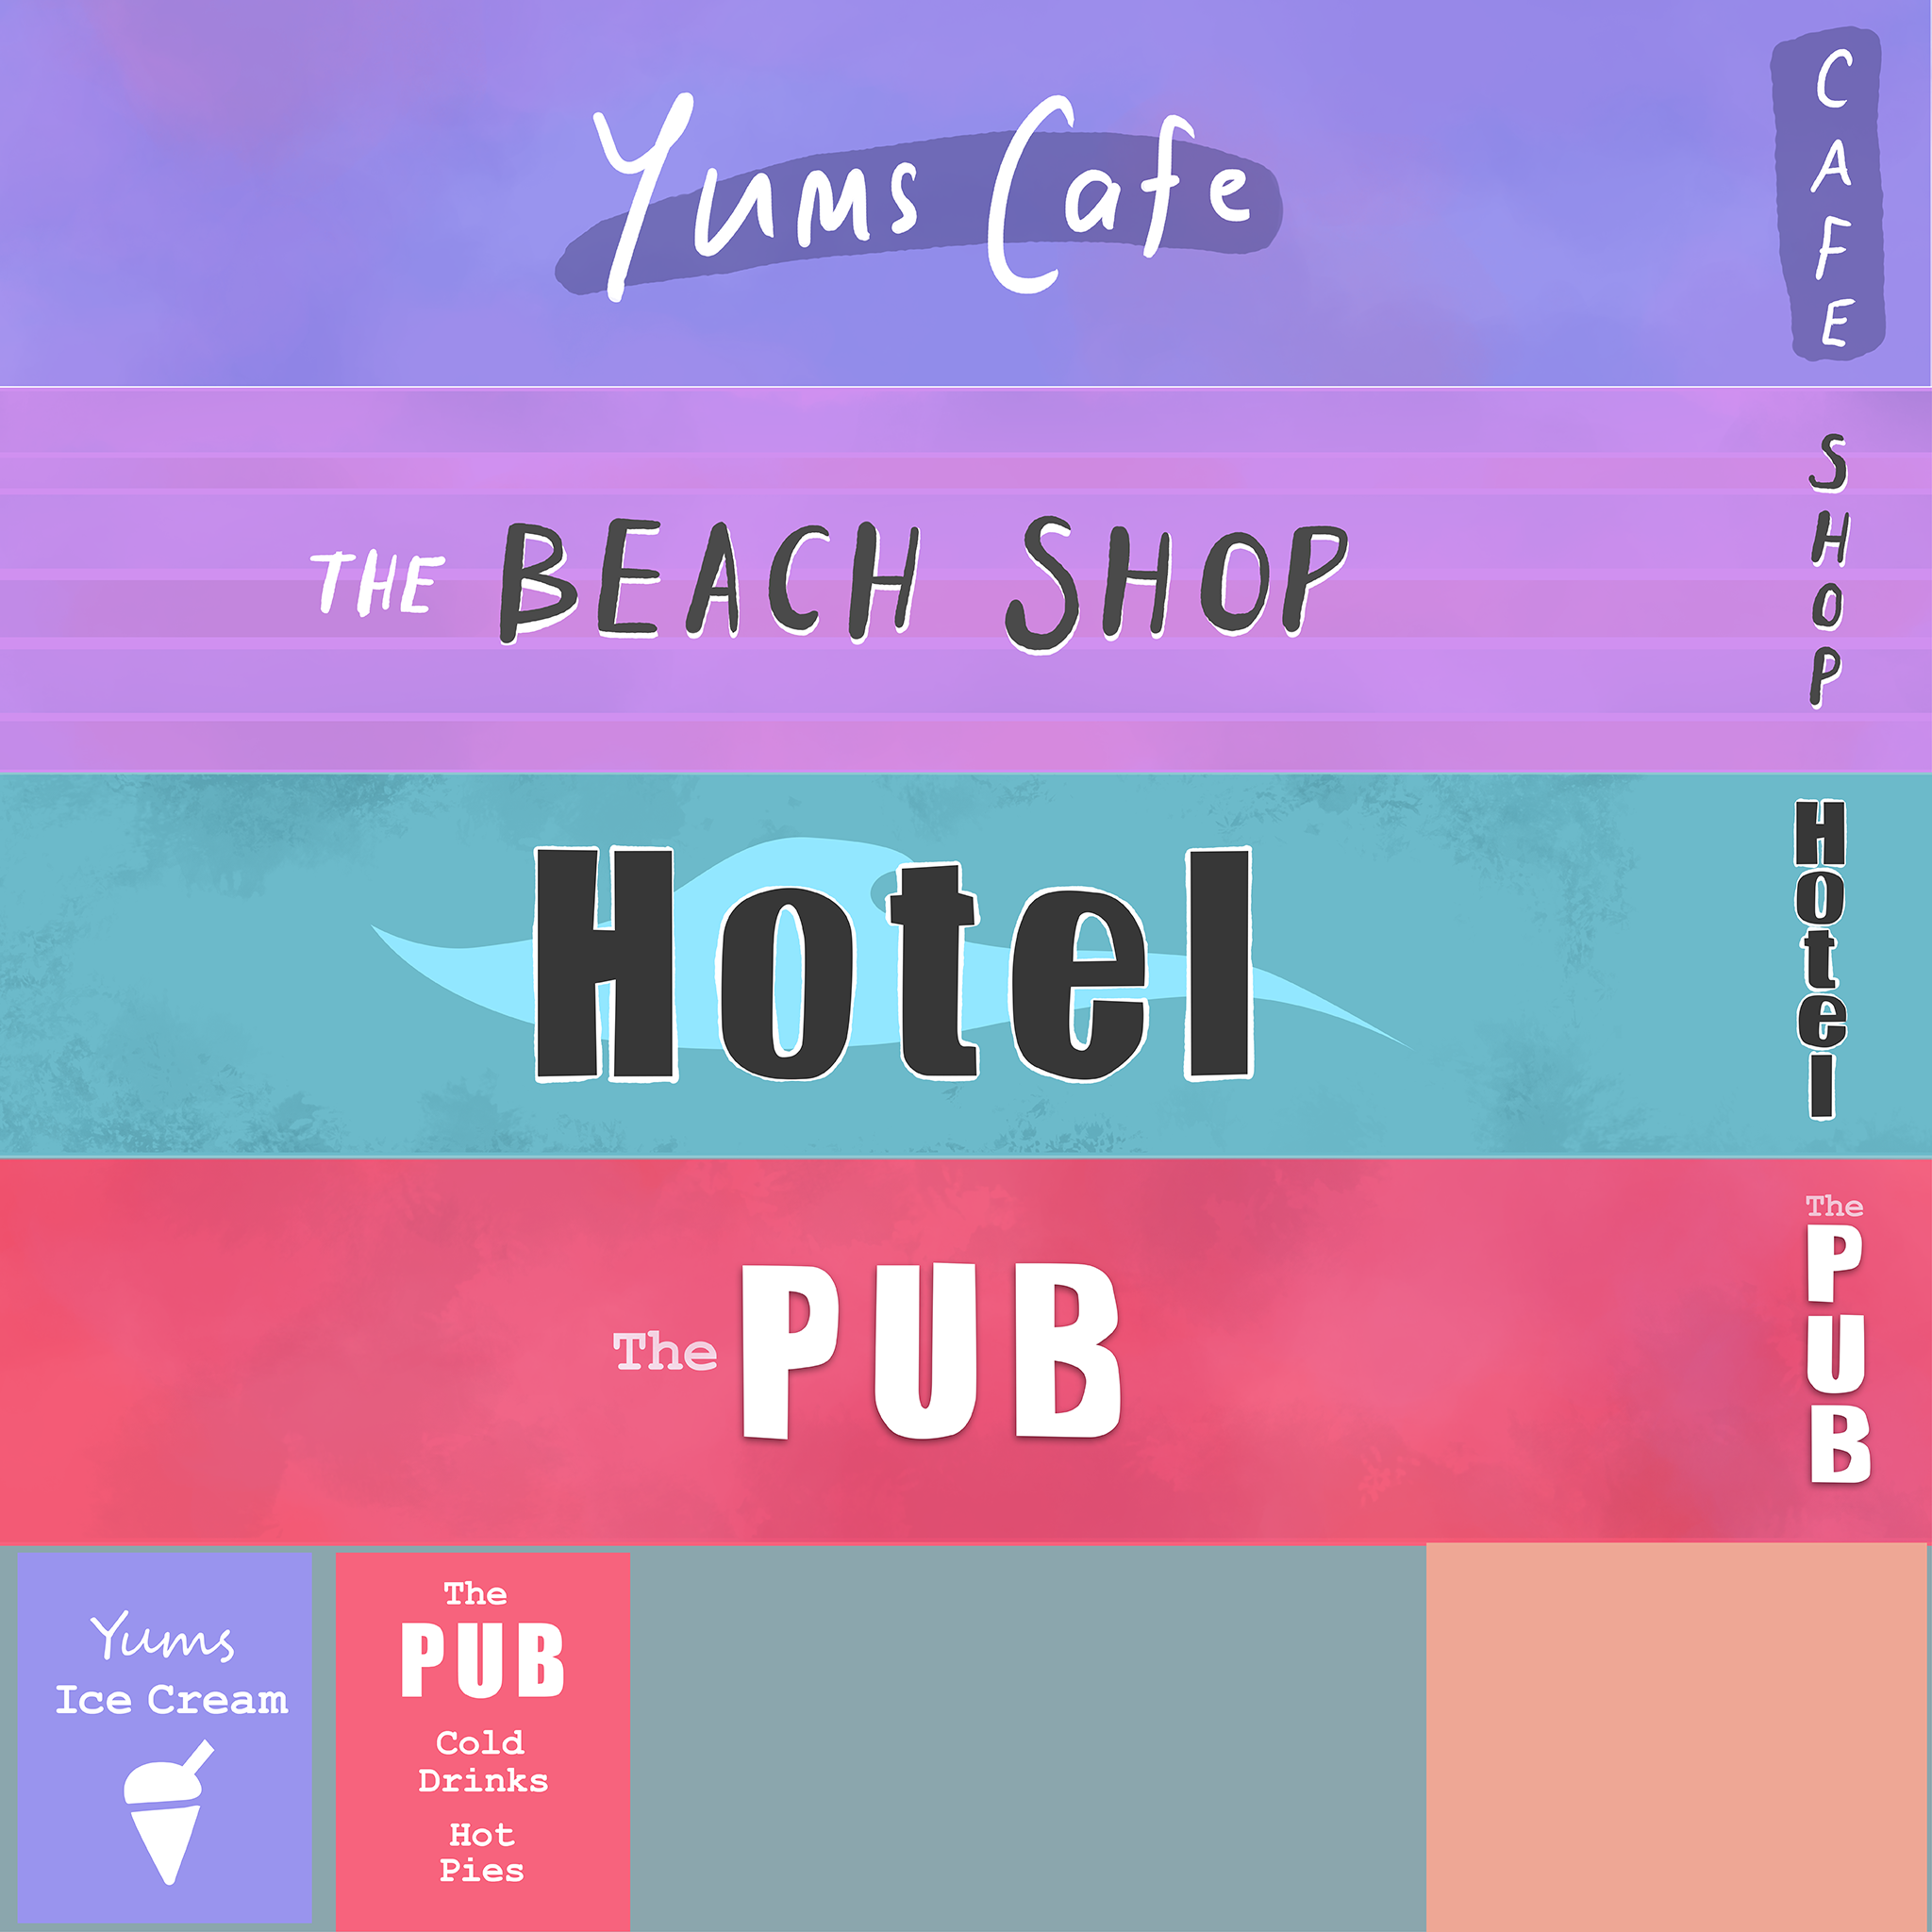 Yums Cafe
CAFE
THE BEACH SHOP
SHOP
Hotel
Hotel
The PUB
The
PUB
Yums
Ice Cream
The
PUB
Cold
Drinks
Hot
Pies